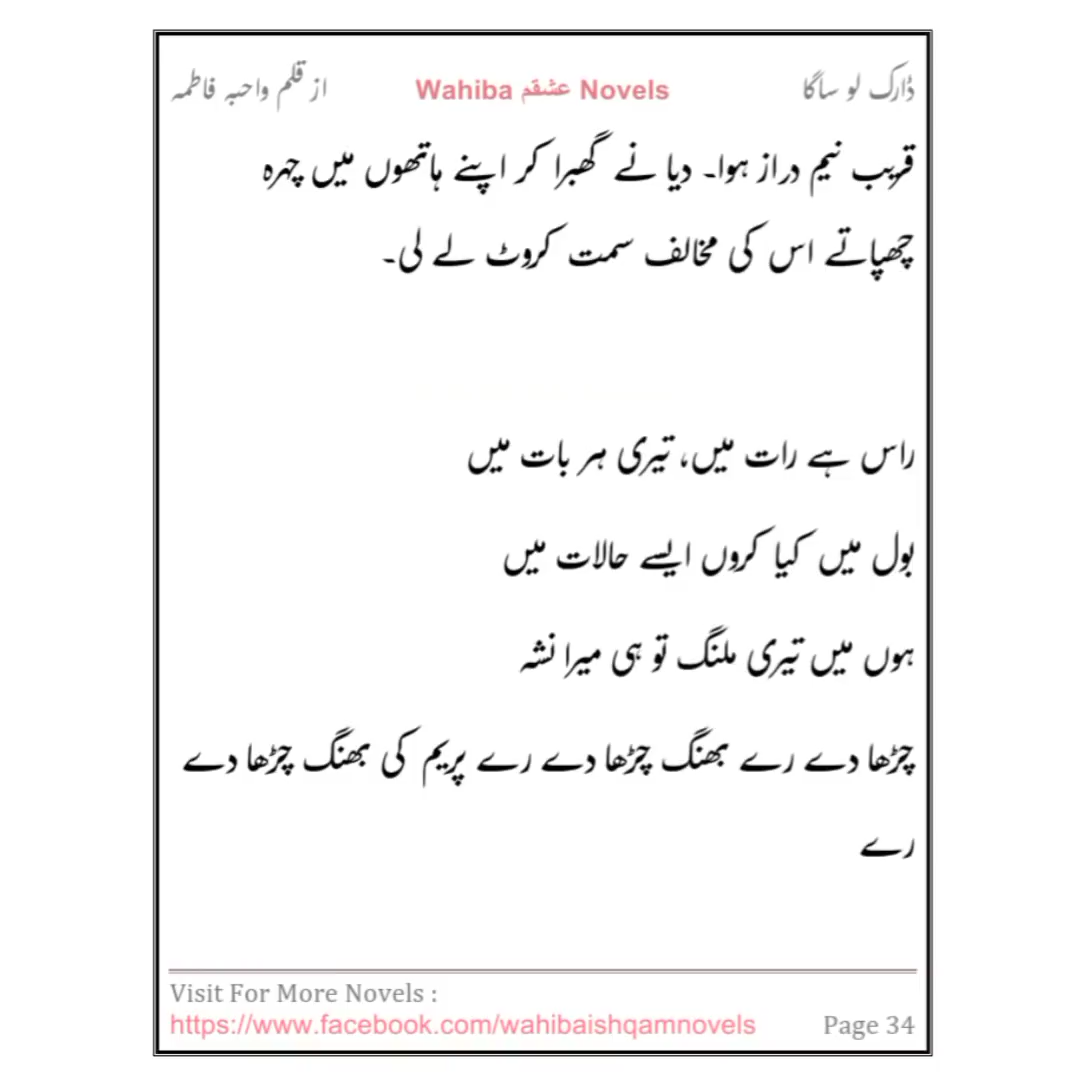 ڈارک لو ساگا Wahiba عشقم Novels از قلم واحبہ فاطمہ
قریب نیم دراز ہوا۔ دیا نے گھبرا کر اپنے ہاتھوں میں چہرہ
چھپاتے اس کی مخالف سمت کروٹ لے لی۔
راس ہے رات میں، تیری ہر بات میں
بول میں کیا کروں ایسے حالات میں
ہوں میں تیری ملنگ تو ہی میرا نشہ
چڑھا دے رے بھنگ چڑھا دے رے پریم کی بھنگ چڑھا دے
رے
Visit For More Novels :
https://www.facebook.com/wahibaishqamnovels Page 34